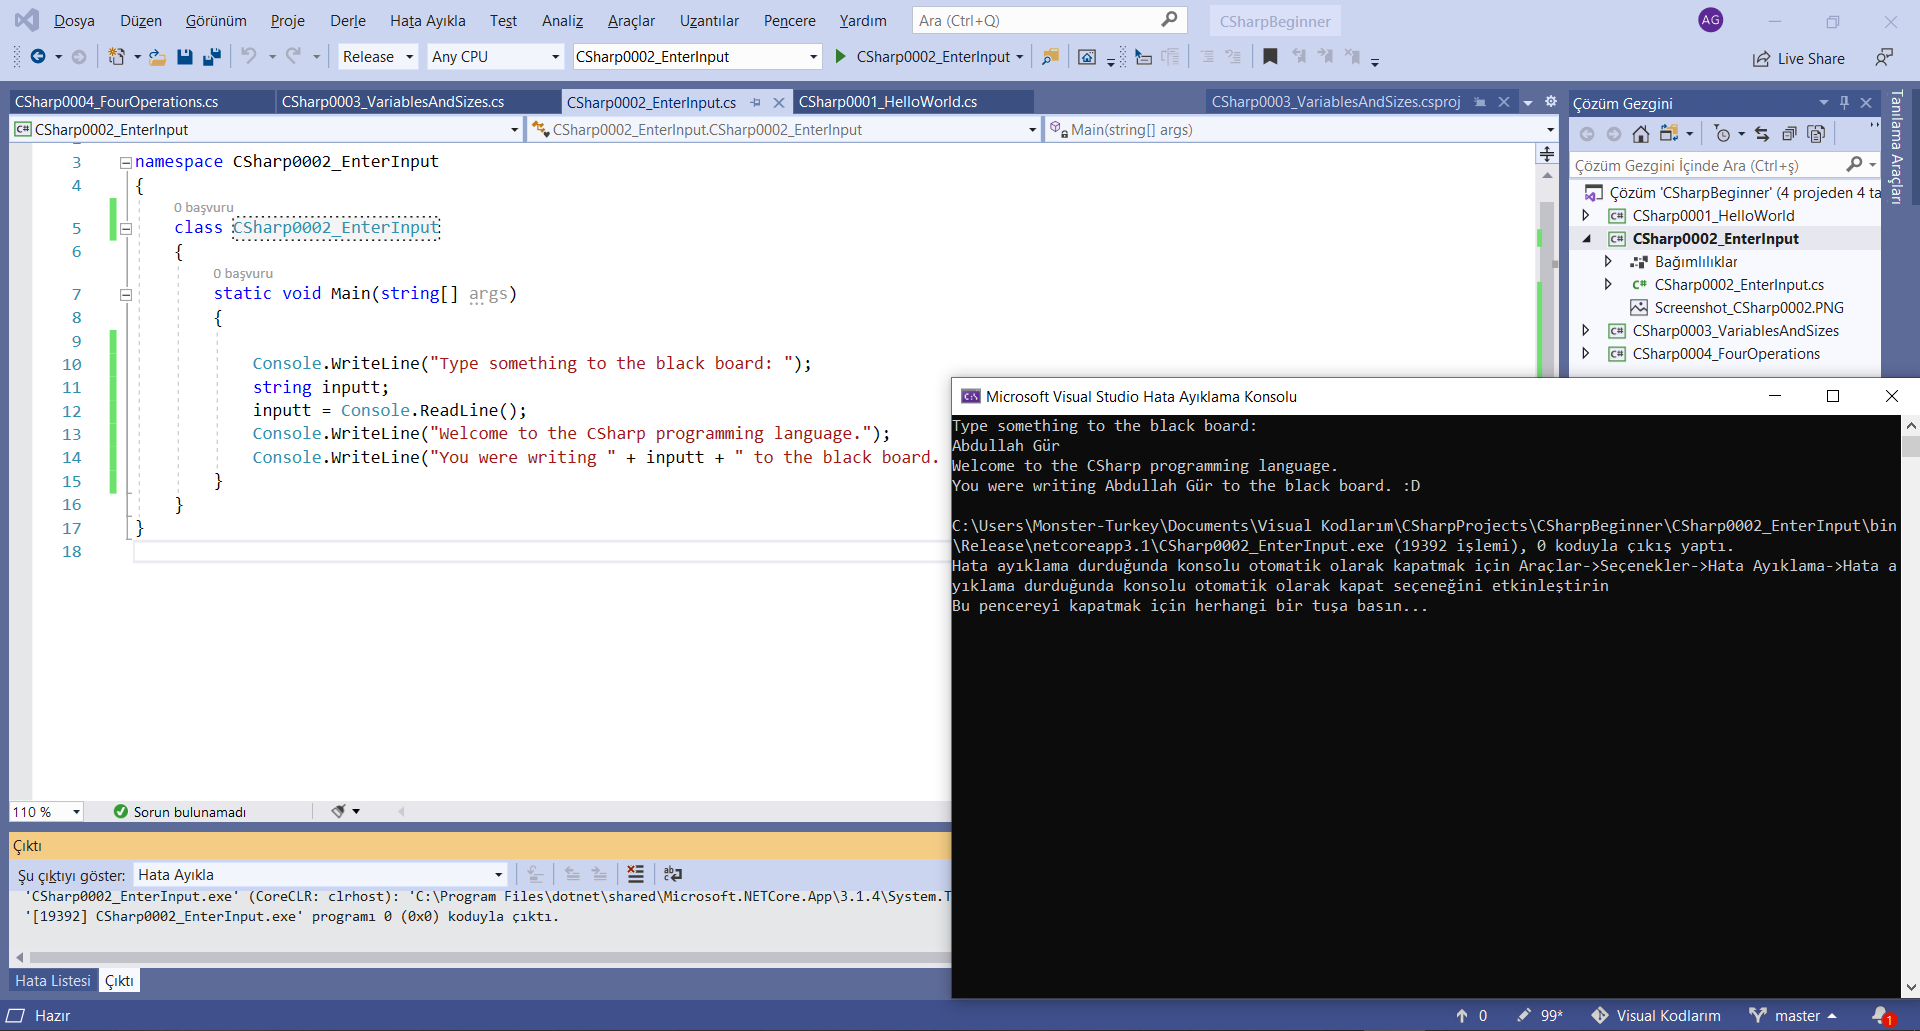 Dosya Düzen Görünüm Proje Derle Hata Ayıkla Test Analiz Araçlar Uzantılar Pencere Yardım Ara (Ctrl+Q) CSharpBeginner AG
Release Any CPU CSharp0002_EnterInput CSharp0002_EnterInput Live Share
CSharp0004_FourOperations.cs CSharp0003_VariablesAndSizes.cs CSharp0002_EnterInput.cs CSharp0001_HelloWorld.cs CSharp0003_VariablesAndSizes.csproj
C# CSharp0002_EnterInput CSharp0002_EnterInput.CSharp0002_EnterInput Main(string[] args)
3 namespace CSharp0002_EnterInput
4 {
0 başvuru
5 class CSharp0002_EnterInput
6 {
0 başvuru
7 static void Main(string[] args)
8 {
9
10 Console.WriteLine("Type something to the black board: ");
11 string inputt;
12 inputt = Console.ReadLine();
13 Console.WriteLine("Welcome to the CSharp programming language.");
14 Console.WriteLine("You were writing " + inputt + " to the black board.
15 }
16 }
17 }
18
110 % Sorun bulunamadı
Çıktı
Şu çıktıyı göster: Hata Ayıkla
'CSharp0002_EnterInput.exe' (CoreCLR: clrhost): 'C:\Program Files\dotnet\shared\Microsoft.NETCore.App\3.1.4\System.T
'[19392] CSharp0002_EnterInput.exe' programı 0 (0x0) koduyla çıktı.
Hata Listesi Çıktı
Çözüm Gezgini
Çözüm Gezgini İçinde Ara (Ctrl+ş)
Çözüm 'CSharpBeginner' (4 projeden 4 ta
C# CSharp0001_HelloWorld
C# CSharp0002_EnterInput
Bağımlılıklar
C# CSharp0002_EnterInput.cs
Screenshot_CSharp0002.PNG
C# CSharp0003_VariablesAndSizes
C# CSharp0004_FourOperations
Tanılama Araçları
Microsoft Visual Studio Hata Ayıklama Konsolu
Type something to the black board:
Abdullah Gür
Welcome to the CSharp programming language.
You were writing Abdullah Gür to the black board. :D
C:\Users\Monster-Turkey\Documents\Visual Kodlarım\CSharpProjects\CSharpBeginner\CSharp0002_EnterInput\bin
\Release\netcoreapp3.1\CSharp0002_EnterInput.exe (19392 işlemi), 0 koduyla çıkış yaptı.
Hata ayıklama durduğunda konsolu otomatik olarak kapatmak için Araçlar->Seçenekler->Hata Ayıklama->Hata a
yıklama durduğunda konsolu otomatik olarak kapat seçeneğini etkinleştirin
Bu pencereyi kapatmak için herhangi bir tuşa basın...
Hazır 0 99* Visual Kodlarım master 1